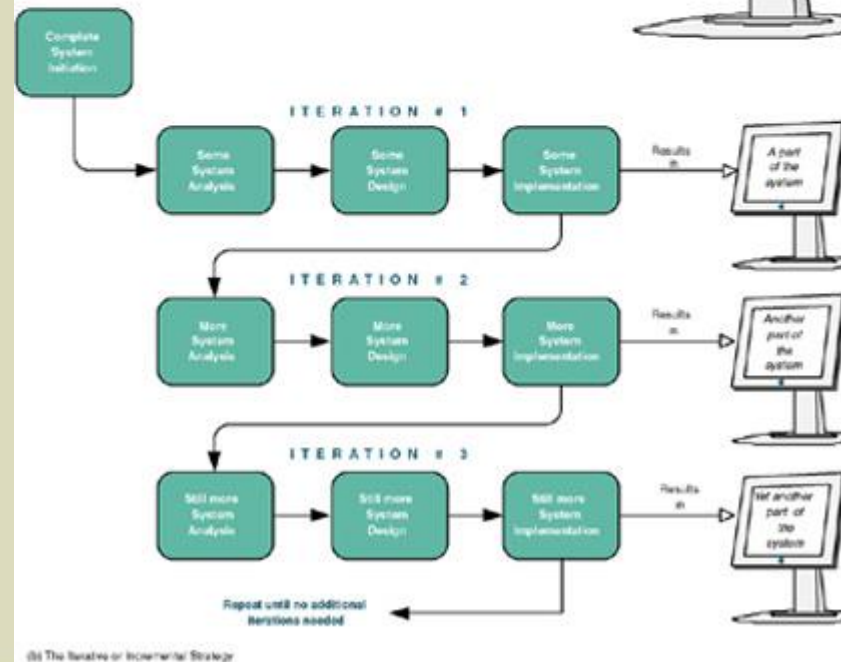 Complete
System
Initiation
ITERATION # 1
Some
System
Analysis
Some
System
Design
Some
System
Implementation
Results
in
A part
of the
system
ITERATION # 2
More
System
Analysis
More
System
Design
More
System
Implementation
Results
in
Another
part of
the
system
ITERATION # 3
Still more
System
Analysis
Still more
System
Design
Still more
System
Implementation
Results
in
Yet another
part of
the
system
Repeat until no additional
iterations needed
(b) The Iterative or Incremental Strategy